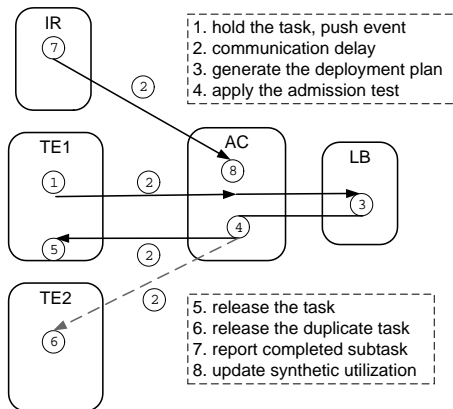 IR
7
1. hold the task, push event
2. communication delay
3. generate the deployment plan
4. apply the admission test
2
TE1
AC
LB
8
1
2
3
4
5
2
TE2
2
6
5. release the task
6. release the duplicate task
7. report completed subtask
8. update synthetic utilization